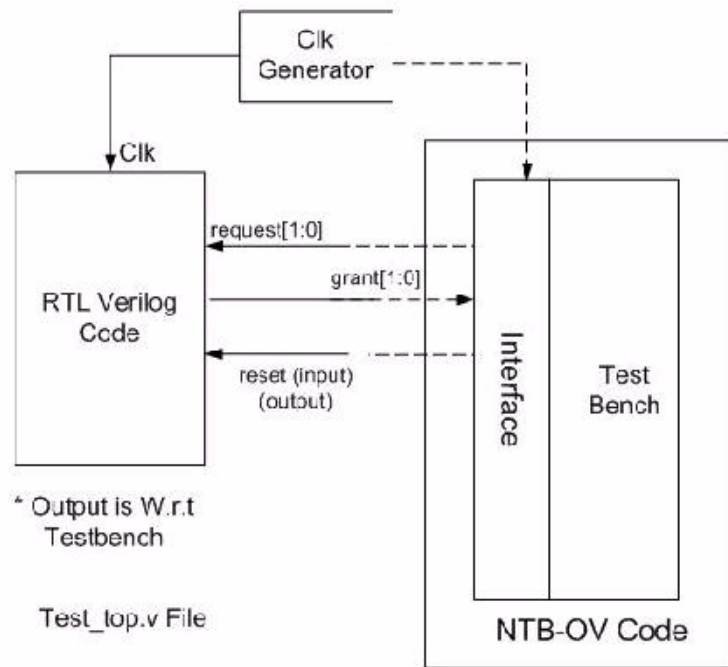 Clk
Generator
Clk
request[1:0]
grant[1:0]
RTL Verilog
Code
reset (input)
(output)
Interface
Test
Bench
* Output is W.r.t
Testbench
Test_top.v File
NTB-OV Code